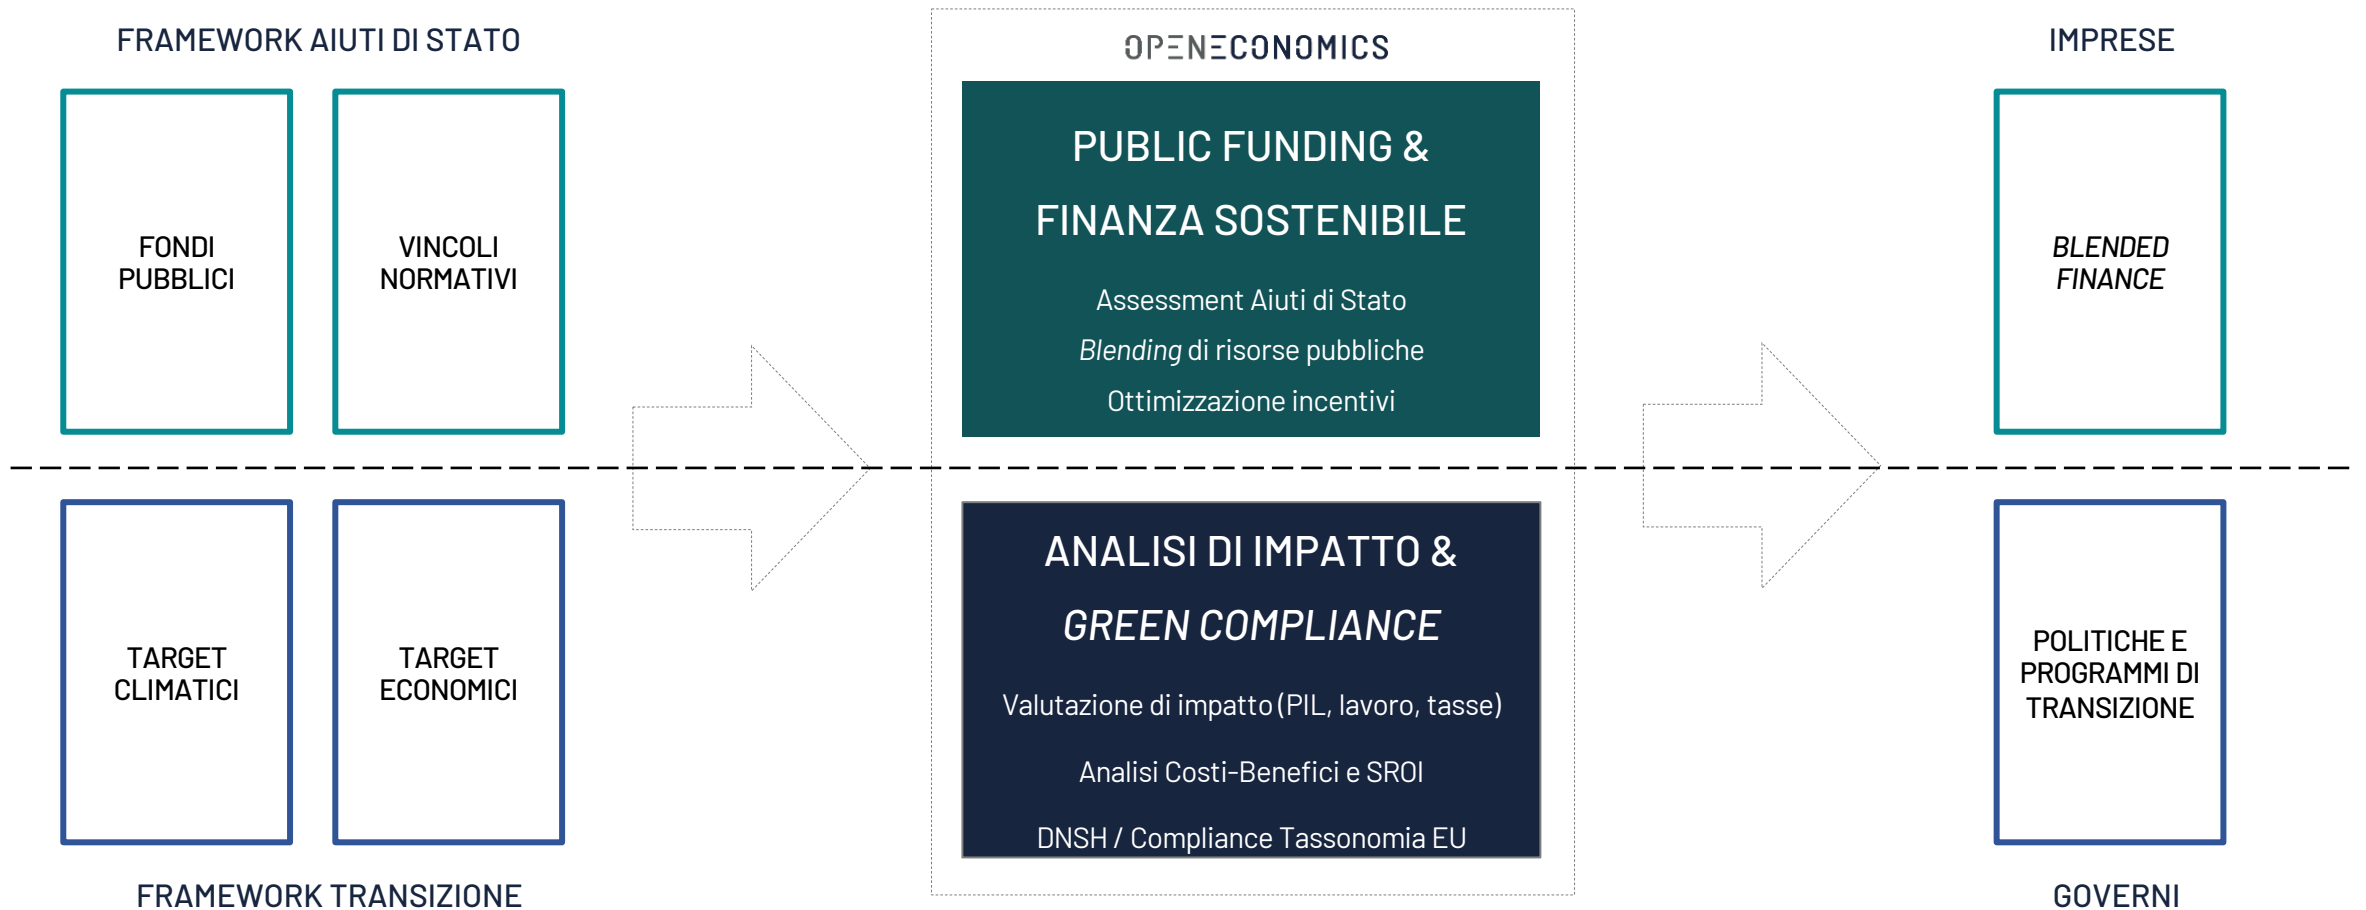 FRAMEWORK AIUTI DI STATO
FONDI
PUBBLICI
VINCOLI
NORMATIVI
TARGET
CLIMATICI
TARGET
ECONOMICI
FRAMEWORK TRANSIZIONE
OPENECONOMICS
PUBLIC FUNDING &
FINANZA SOSTENIBILE
Assessment Aiuti di Stato
Blending di risorse pubbliche
Ottimizzazione incentivi
ANALISI DI IMPATTO &
GREEN COMPLIANCE
Valutazione di impatto (PIL, lavoro, tasse)
Analisi Costi-Benefici e SROI
DNSH / Compliance Tassonomia EU
IMPRESE
BLENDED
FINANCE
POLITICHE E
PROGRAMMI DI
TRANSIZIONE
GOVERNI